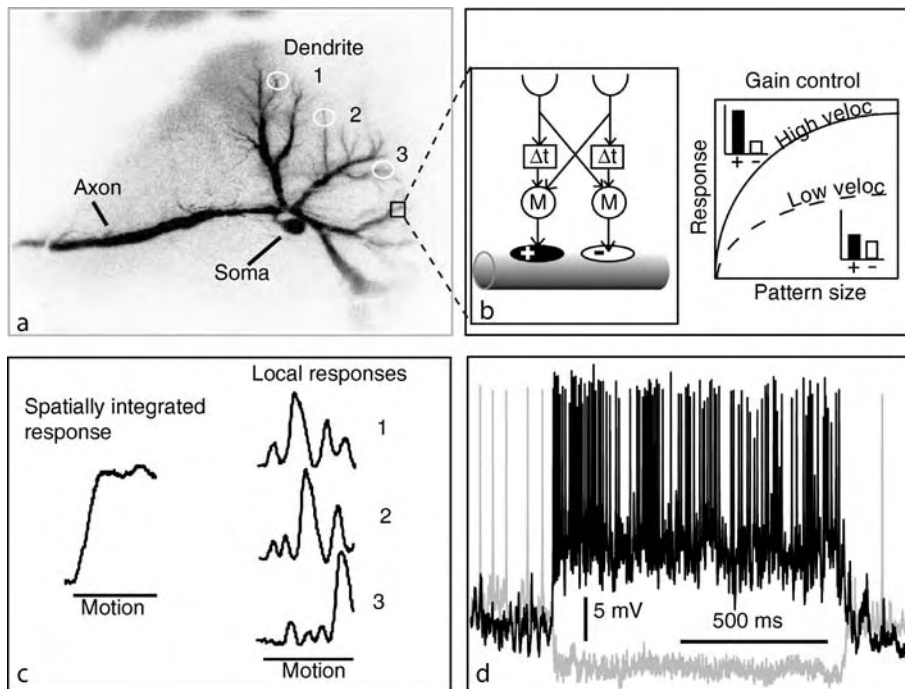 Dendrite
1
2
3
Axon
Soma
a
Δt Δt
M M
+ -
b
Gain control
High veloc
+ -
Low veloc
+ -
Response
Pattern size
Local responses
Spatially integrated
response
1
2
3
Motion
Motion
c
5 mV
500 ms
d